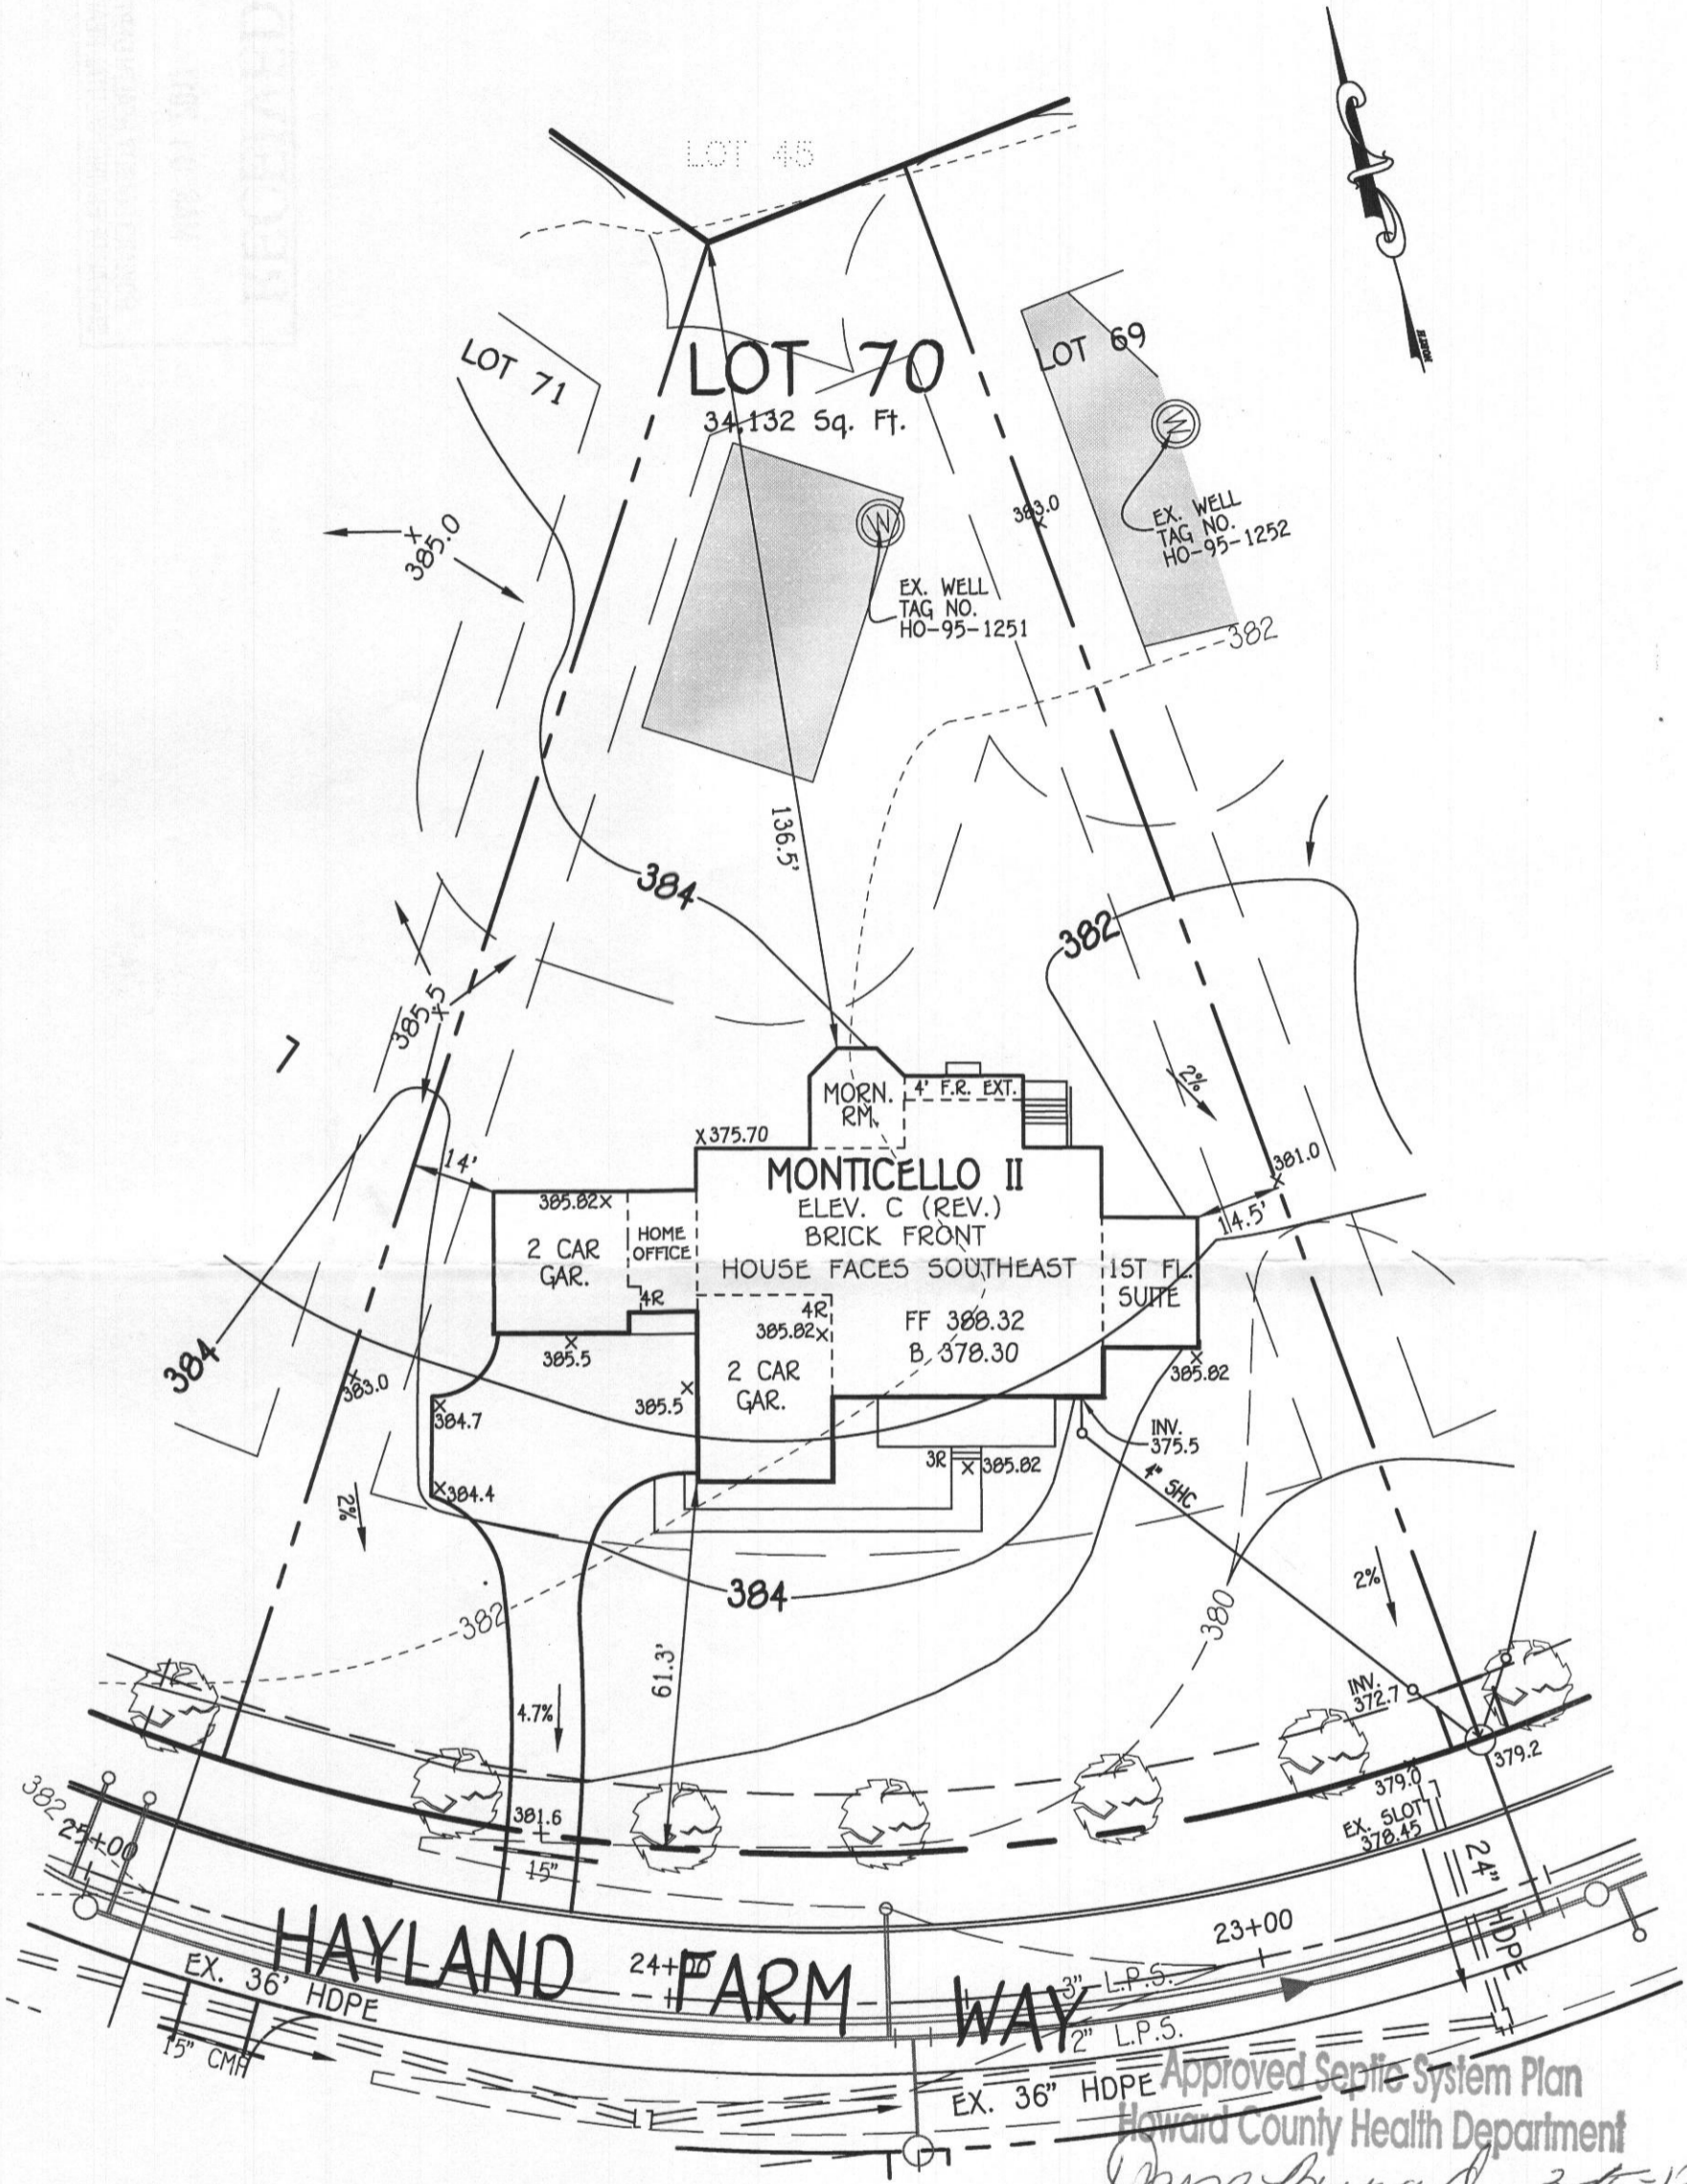 LOT 45
NORTH
LOT 71
LOT 70
34,132 Sq. Ft.
LOT 69
385.0
383.0
EX. WELL
TAG NO.
HO-95-1252
EX. WELL
TAG NO.
HO-95-1251
382
136.5'
384
382
385.5
7
2%
MORN.
RM.
4' F.R. EXT.
X375.70
14'
MONTICELLO II
381.0
385.82X
ELEV. C (REV.)
14.5'
2 CAR
GAR.
HOME
OFFICE
BRICK FRONT
HOUSE FACES SOUTHEAST
1ST FL.
SUITE
4R
4R
385.82X
FF 388.32
B. 378.30
384
385.5
2 CAR
GAR.
385.82
383.0
384.7
385.5
INV.
375.5
3R
X 385.82
384.4
4" SHC
2%
384
2%
382
380
61.3'
INV.
372.7
4.7%
379.2
379.0
381.6
EX. SLOT
378.45
382
25+00
15"
24"
HDPE
23+00
HAYLAND FARM WAY
24+00
EX. 36' HDPE
3" L.P.S.
2" L.P.S.
15" CMP
EX. 36" HDPE
Approved Septic System Plan
Howard County Health Department